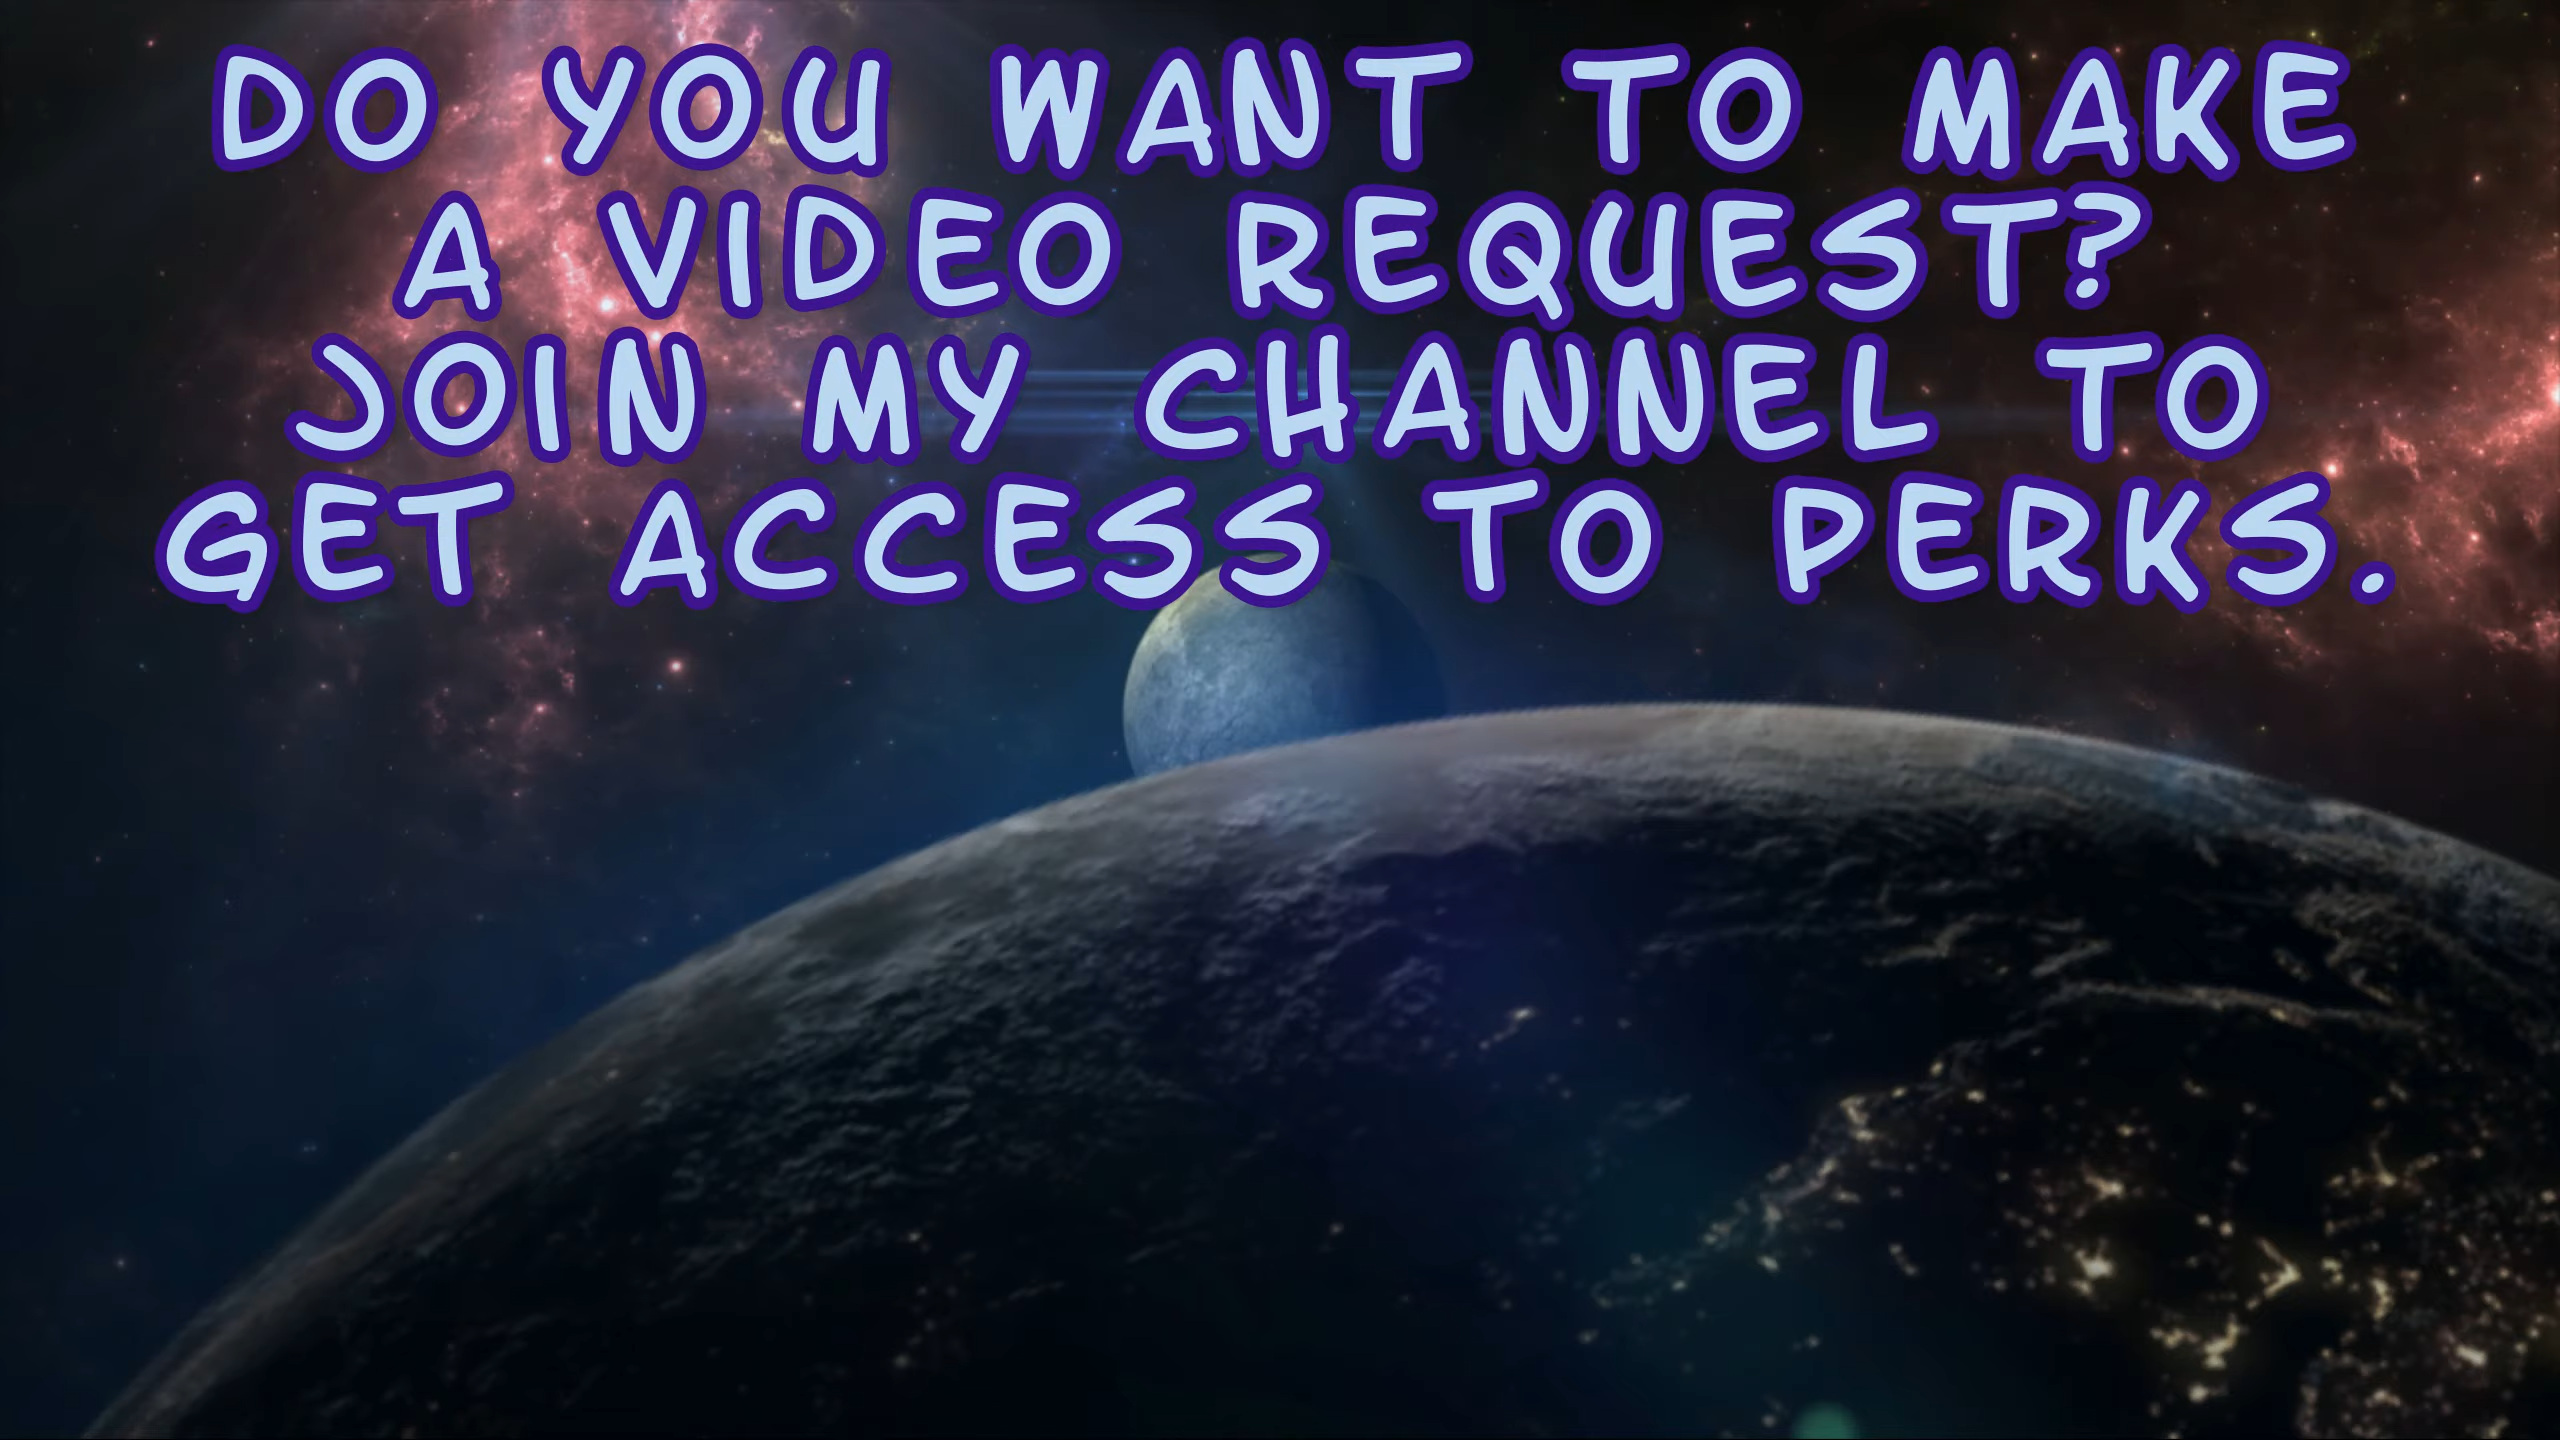 DO YOU WANT TO MAKE
A VIDEO REQUEST?
JOIN MY CHANNEL TO
GET ACCESS TO PERKS.